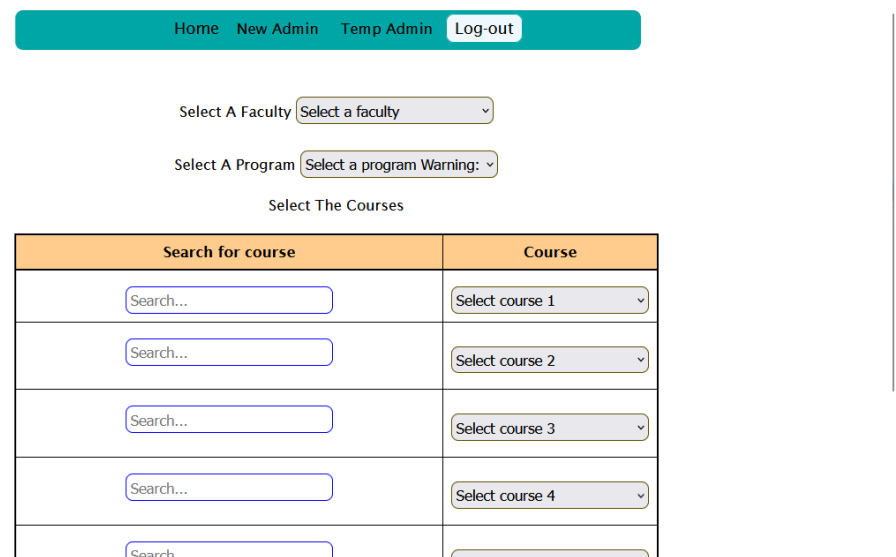 Home New Admin Temp Admin Log-out
Select A Faculty Select a faculty
Select A Program Select a program Warning:
Select The Courses
Search for course Course
Search... Select course 1
Search... Select course 2
Search... Select course 3
Search... Select course 4
Search